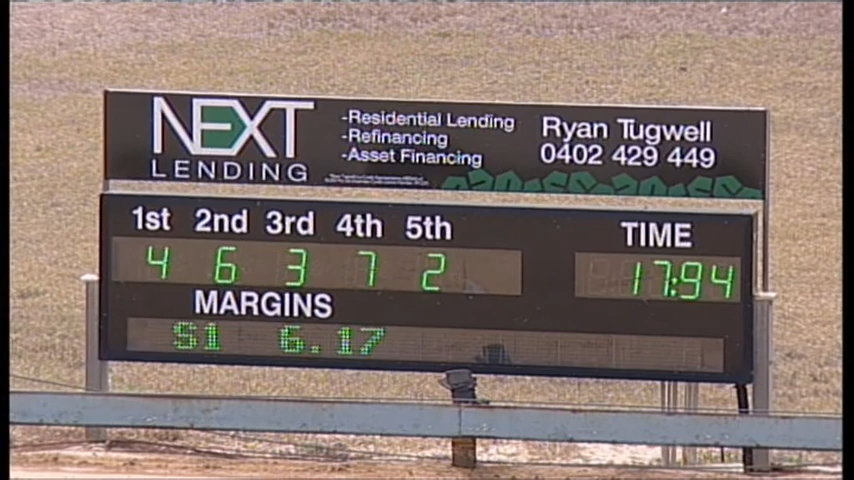 NEXT
LENDING
-Residential Lending
-Refinancing
-Asset Financing
Ryan Tugwell
0402 429 449
1st 2nd 3rd 4th 5th TIME
4 6 3 7 2 17:94
MARGINS
S1 6.17